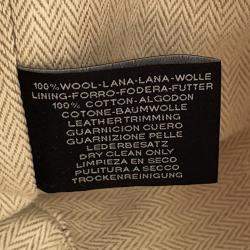 100% WOOL-LANA-LANA-WOLLE
LINING-FORRO-FODERA-FUTTER
100% COTTON-ALGODON
COTONE-BAUMWOLLE
LEATHER TRIMMING
GUARNICION CUERO
GUARNIZIONE PELLE
LEDERBESATZ
DRY CLEAN ONLY
LIMPIEZA EN SECO
PULITURA A SECCO
TROCKENREINIGUNG